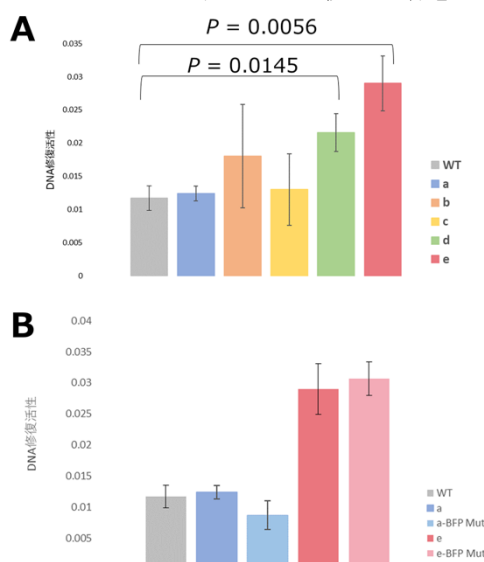 A
P = 0.0056
P = 0.0145
DNA修復活性
0.035
0.03
0.025
0.02
0.015
0.01
0.005
0
WT
a
b
c
d
e
B
DNA修復活性
0.04
0.035
0.03
0.025
0.02
0.015
0.01
0.005
WT
a
a-BFP Mut
e
e-BFP Mut